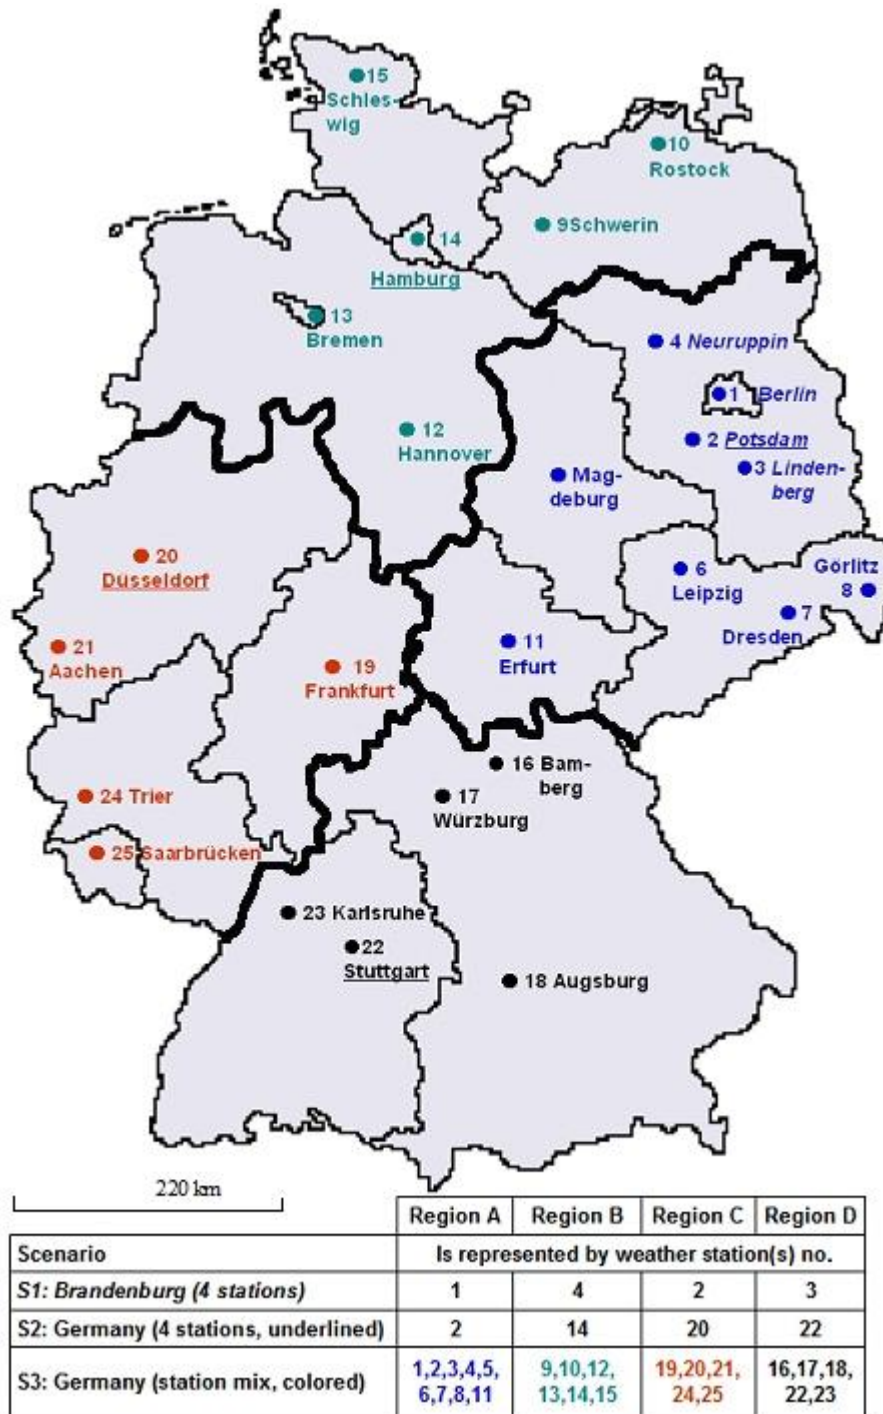 15
Schles-
wig
10
Rostock
9Schwerin
14
Hamburg
13
Bremen
4 Neuruppin
1 Berlin
12
Hannover
2 Potsdam
3 Linden-
berg
Mag-
deburg
20
Düsseldorf
6
Leipzig
Görlitz
8
7
Dresden
21
Aachen
19
Frankfurt
11
Erfurt
16 Bam-
berg
24 Trier
17
Würzburg
25 Saarbrücken
23 Karlsruhe
22
Stuttgart
18 Augsburg
220 km
Region A Region B Region C Region D
Scenario Is represented by weather station(s) no.
S1: Brandenburg (4 stations) 1 4 2 3
S2: Germany (4 stations, underlined) 2 14 20 22
S3: Germany (station mix, colored) 1,2,3,4,5, 9,10,12, 19,20,21, 16,17,18,
6,7,8,11 13,14,15 24,25 22,23